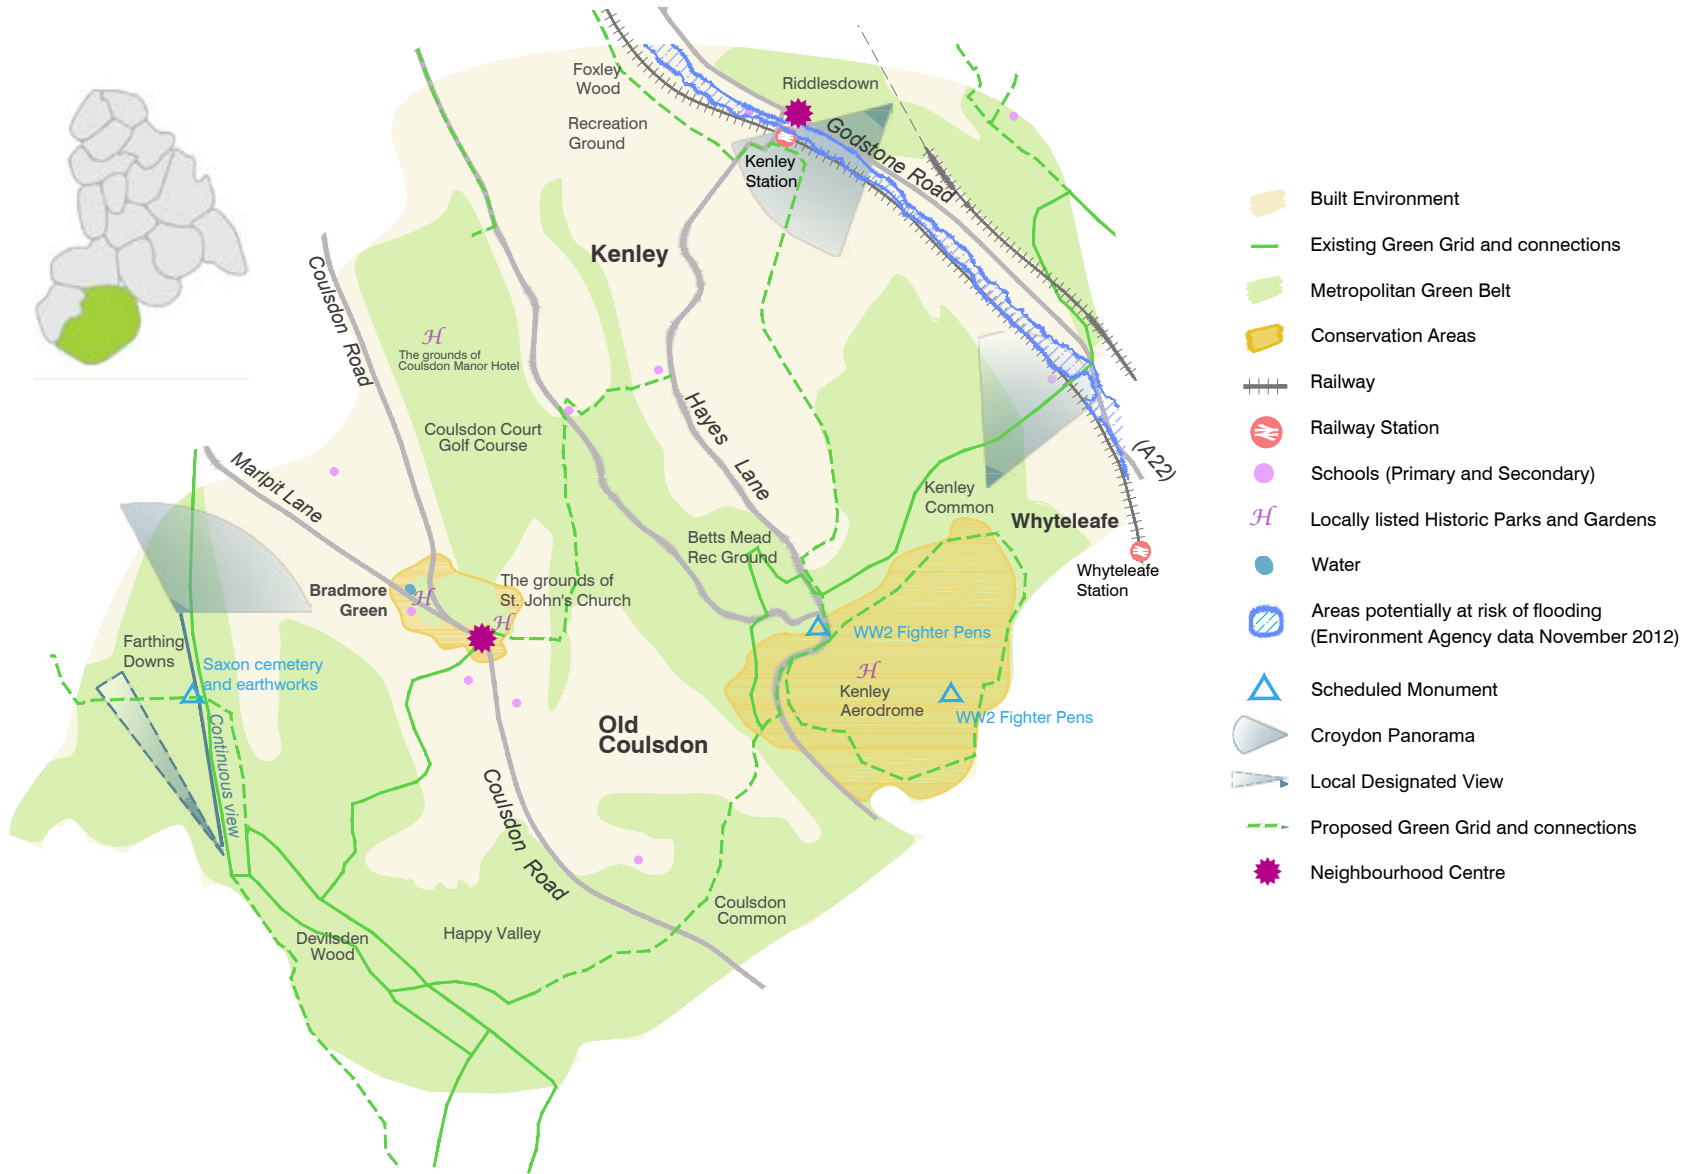 Foxley
Wood
Riddlesdown
Recreation
Ground
Godstone Road
Kenley
Station
Kenley
Coulsdon Road
H
The grounds of
Coulsdon Manor Hotel
Hayes Lane
Coulsdon Court
Golf Course
Marlpit Lane
(A22)
Kenley
Common
Whyteleafe
Betts Mead
Rec Ground
Whyteleafe
Station
Bradmore
Green
H
The grounds of
St. John's Church
H
WW2 Fighter Pens
Farthing
Downs
Saxon cemetery
and earthworks
H
Kenley
Aerodrome
WW2 Fighter Pens
Continuous view
Old
Coulsdon
Coulsdon Road
Coulsdon
Common
Happy Valley
Devilsden
Wood
Built Environment
Existing Green Grid and connections
Metropolitan Green Belt
Conservation Areas
Railway
Railway Station
Schools (Primary and Secondary)
H
Locally listed Historic Parks and Gardens
Water
Areas potentially at risk of flooding
(Environment Agency data November 2012)
Scheduled Monument
Croydon Panorama
Local Designated View
Proposed Green Grid and connections
Neighbourhood Centre